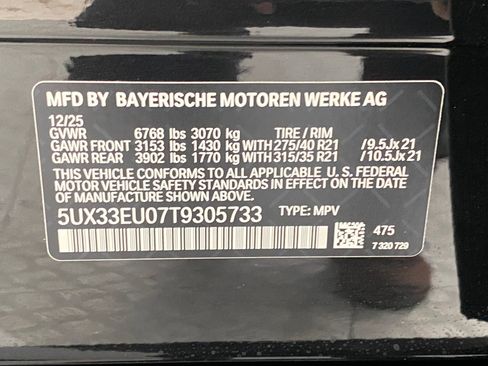 MFD BY BAYERISCHE MOTOREN WERKE AG
12/25
GVWR 6768 lbs 3070 kg TIRE / RIM
GAWR FRONT 3153 lbs 1430 kg WITH 275/40 R21 / 9.5Jx 21
GAWR REAR 3902 lbs 1770 kg WITH 315/35 R21 / 10.5Jx 21
THIS VEHICLE CONFORMS TO ALL APPLICABLE U. S. FEDERAL
MOTOR VEHICLE SAFETY STANDARDS IN EFFECT ON THE DATE
OF MANUFACTURE SHOWN ABOVE.
5UX33EU07T9305733 TYPE: MPV
475
7 320 729